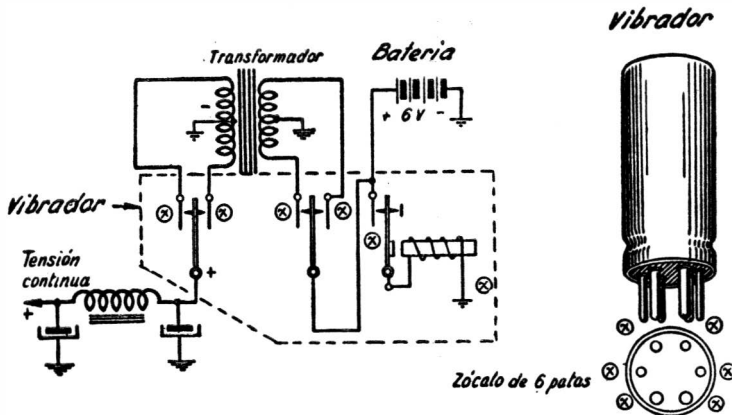 Vibrador
Transformador
Bateria
-
+ 6V -
Vibrador
Tensión
continua
+
+
Zócalo de 6 patas